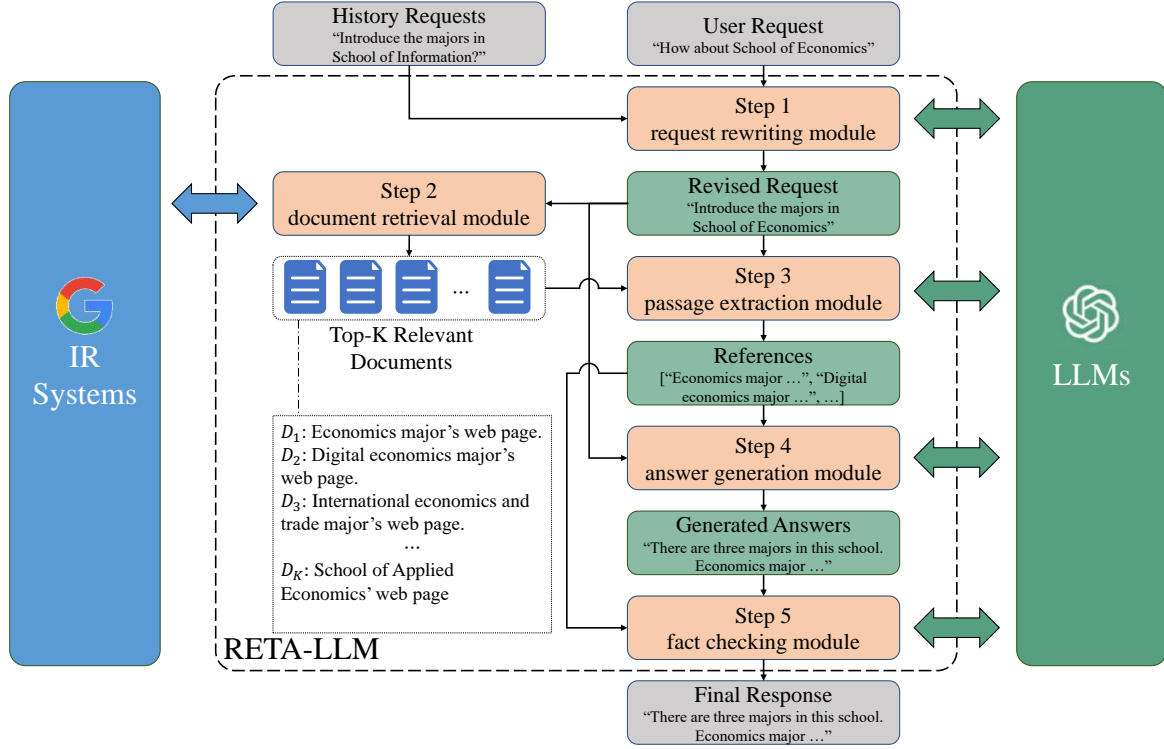 History Requests
“Introduce the majors in
School of Information?”
User Request
“How about School of Economics”
Step 1
request rewriting module
Step 2
document retrieval module
Revised Request
“Introduce the majors in
School of Economics”
...
Top-K Relevant
Documents
Step 3
passage extraction module
IR
Systems
LLMs
References
[“Economics major …”, “Digital
economics major …”, …]
D₁: Economics major’s web page.
D₂: Digital economics major’s
web page.
D₃: International economics and
trade major’s web page.
...
D_K: School of Applied
Economics’ web page
Step 4
answer generation module
Generated Answers
“There are three majors in this school.
Economics major …”
Step 5
fact checking module
RETA-LLM
Final Response
“There are three majors in this school.
Economics major …”